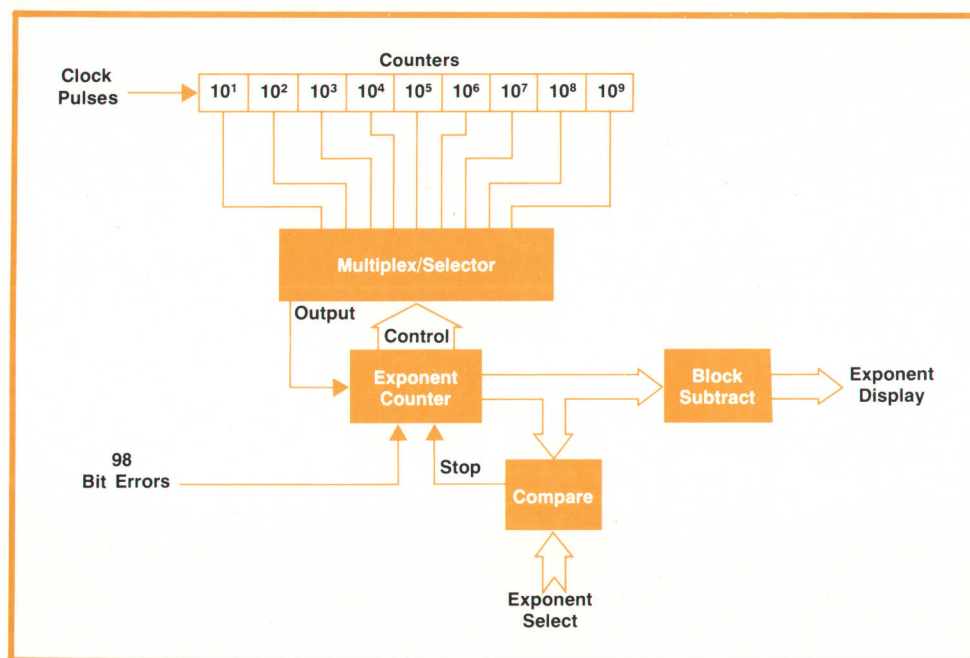 Counters
Clock
Pulses
10¹ 10² 10³ 10⁴ 10⁵ 10⁶ 10⁷ 10⁸ 10⁹
Multiplex/Selector
Output
Control
Exponent
Counter
Block
Subtract
Exponent
Display
98
Bit Errors
Stop
Compare
Exponent
Select